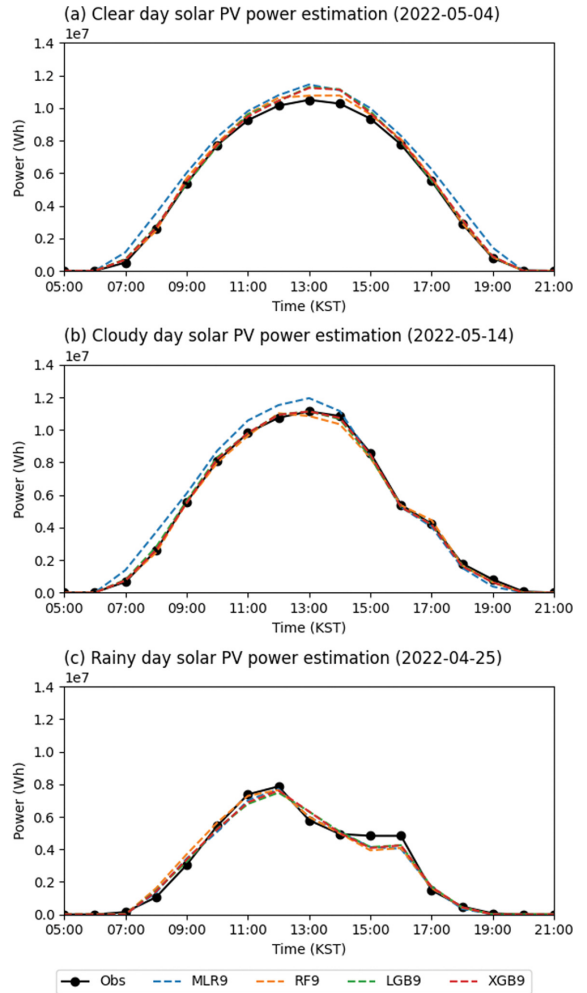 (a) Clear day solar PV power estimation (2022-05-04)
1e7
1.4
1.2
1.0
0.8
0.6
0.4
0.2
0.0
Power (Wh)
05:00 07:00 09:00 11:00 13:00 15:00 17:00 19:00 21:00
Time (KST)
(b) Cloudy day solar PV power estimation (2022-05-14)
1e7
1.4
1.2
1.0
0.8
0.6
0.4
0.2
0.0
Power (Wh)
05:00 07:00 09:00 11:00 13:00 15:00 17:00 19:00 21:00
Time (KST)
(c) Rainy day solar PV power estimation (2022-04-25)
1e7
1.4
1.2
1.0
0.8
0.6
0.4
0.2
0.0
Power (Wh)
05:00 07:00 09:00 11:00 13:00 15:00 17:00 19:00 21:00
Time (KST)
Obs MLR9 RF9 LGB9 XGB9